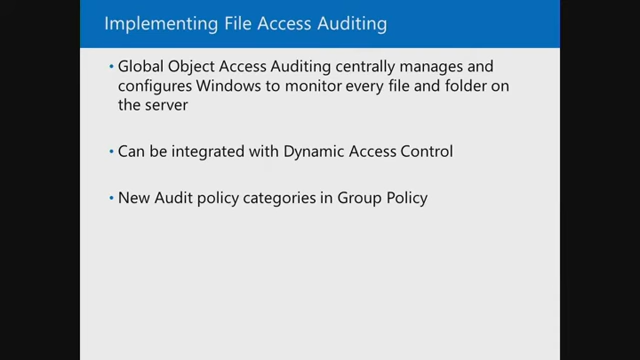 Implementing File Access Auditing
• Global Object Access Auditing centrally manages and
configures Windows to monitor every file and folder on
the server
• Can be integrated with Dynamic Access Control
• New Audit policy categories in Group Policy